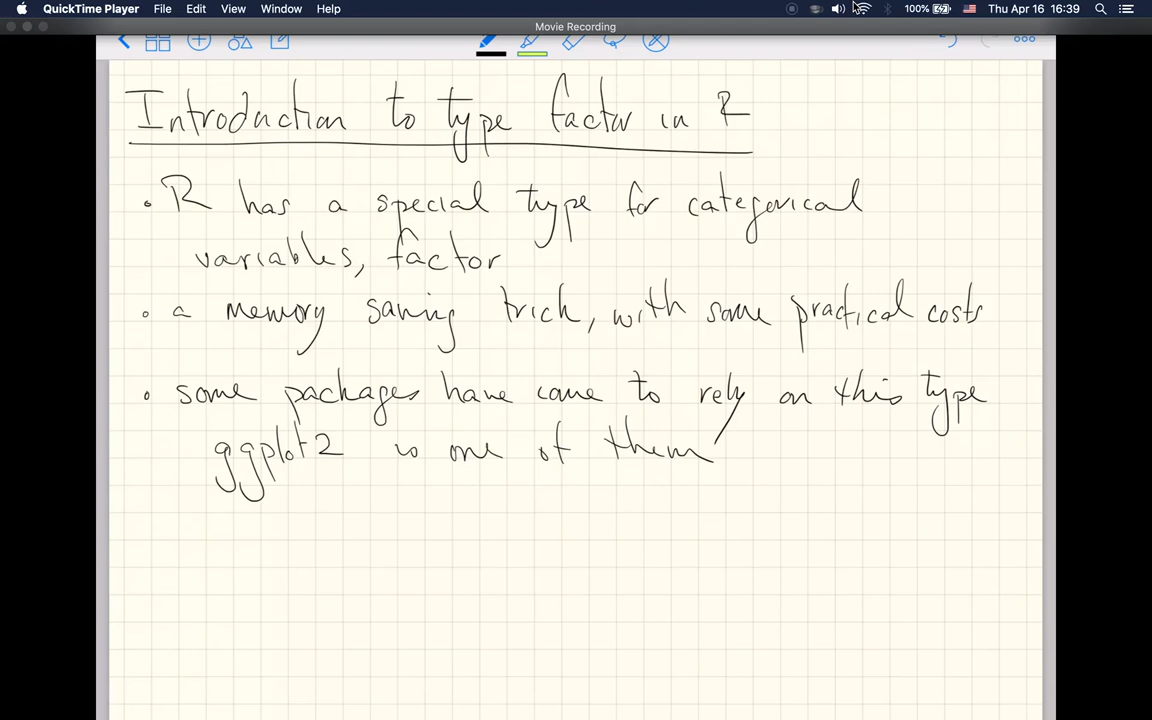 QuickTime Player File Edit View Window Help 100% Thu Apr 16 16:39
Movie Recording
Introduction to type factor in R
• R has a special type for categorical
variables, factor
• a memory saving trick, with some practical costs
• some packages have come to rely on this type
ggplot2 is one of them